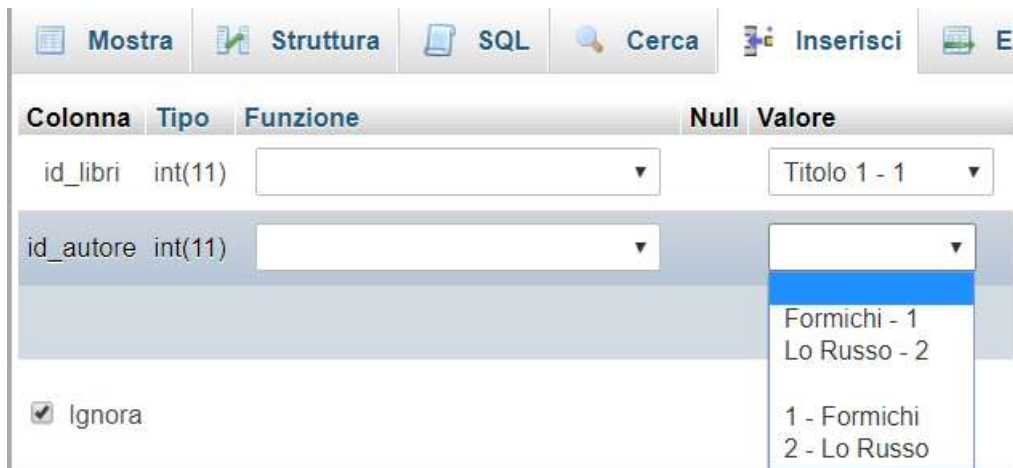 Mostra Struttura SQL Cerca Inserisci E
Colonna Tipo Funzione Null Valore
id_libri int(11) Titolo 1 - 1
id_autore int(11)
Formichi - 1
Lo Russo - 2
Ignora
1 - Formichi
2 - Lo Russo